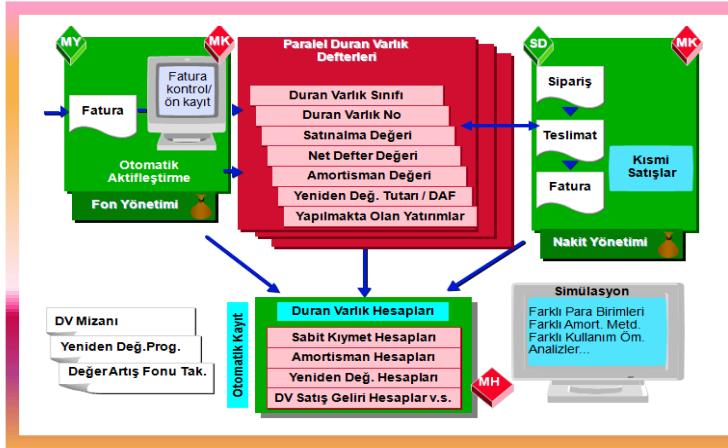 MY
MK
Fatura
Fatura
kontrol/
ön kayıt
Otomatik
Aktifleştirme
Fon Yönetimi
Paralel Duran Varlık
Defterleri
Duran Varlık Sınıfı
Duran Varlık No
Satınalma Değeri
Net Defter Değeri
Amortisman Değeri
Yeniden Değ. Tutarı / DAF
Yapılmakta Olan Yatırımlar
SD
MK
Sipariş
Teslimat
Fatura
Kısmi
Satışlar
Nakit Yönetimi
DV Mizanı
Yeniden Değ.Prog.
Değer Artış Fonu Tak.
Otomatik Kayıt
Duran Varlık Hesapları
Sabit Kıymet Hesapları
Amortisman Hesapları
Yeniden Değ. Hesapları
DV Satış Geliri Hesaplar v.s.
MH
Simülasyon
Farklı Para Birimleri
Farklı Amort. Metd.
Farklı Kullanım Öm.
Analizler...